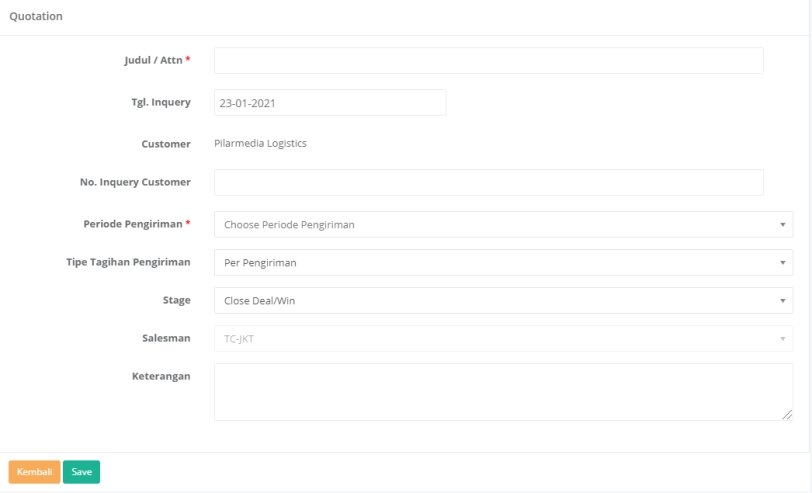 Quotation
Judul / Attn *
Tgl. Inquery 23-01-2021
Customer Pilarmedia Logistics
No. Inquery Customer
Periode Pengiriman * Choose Periode Pengiriman
Tipe Tagihan Pengiriman Per Pengiriman
Stage Close Deal/Win
Salesman TC-JKT
Keterangan
Kembali Save